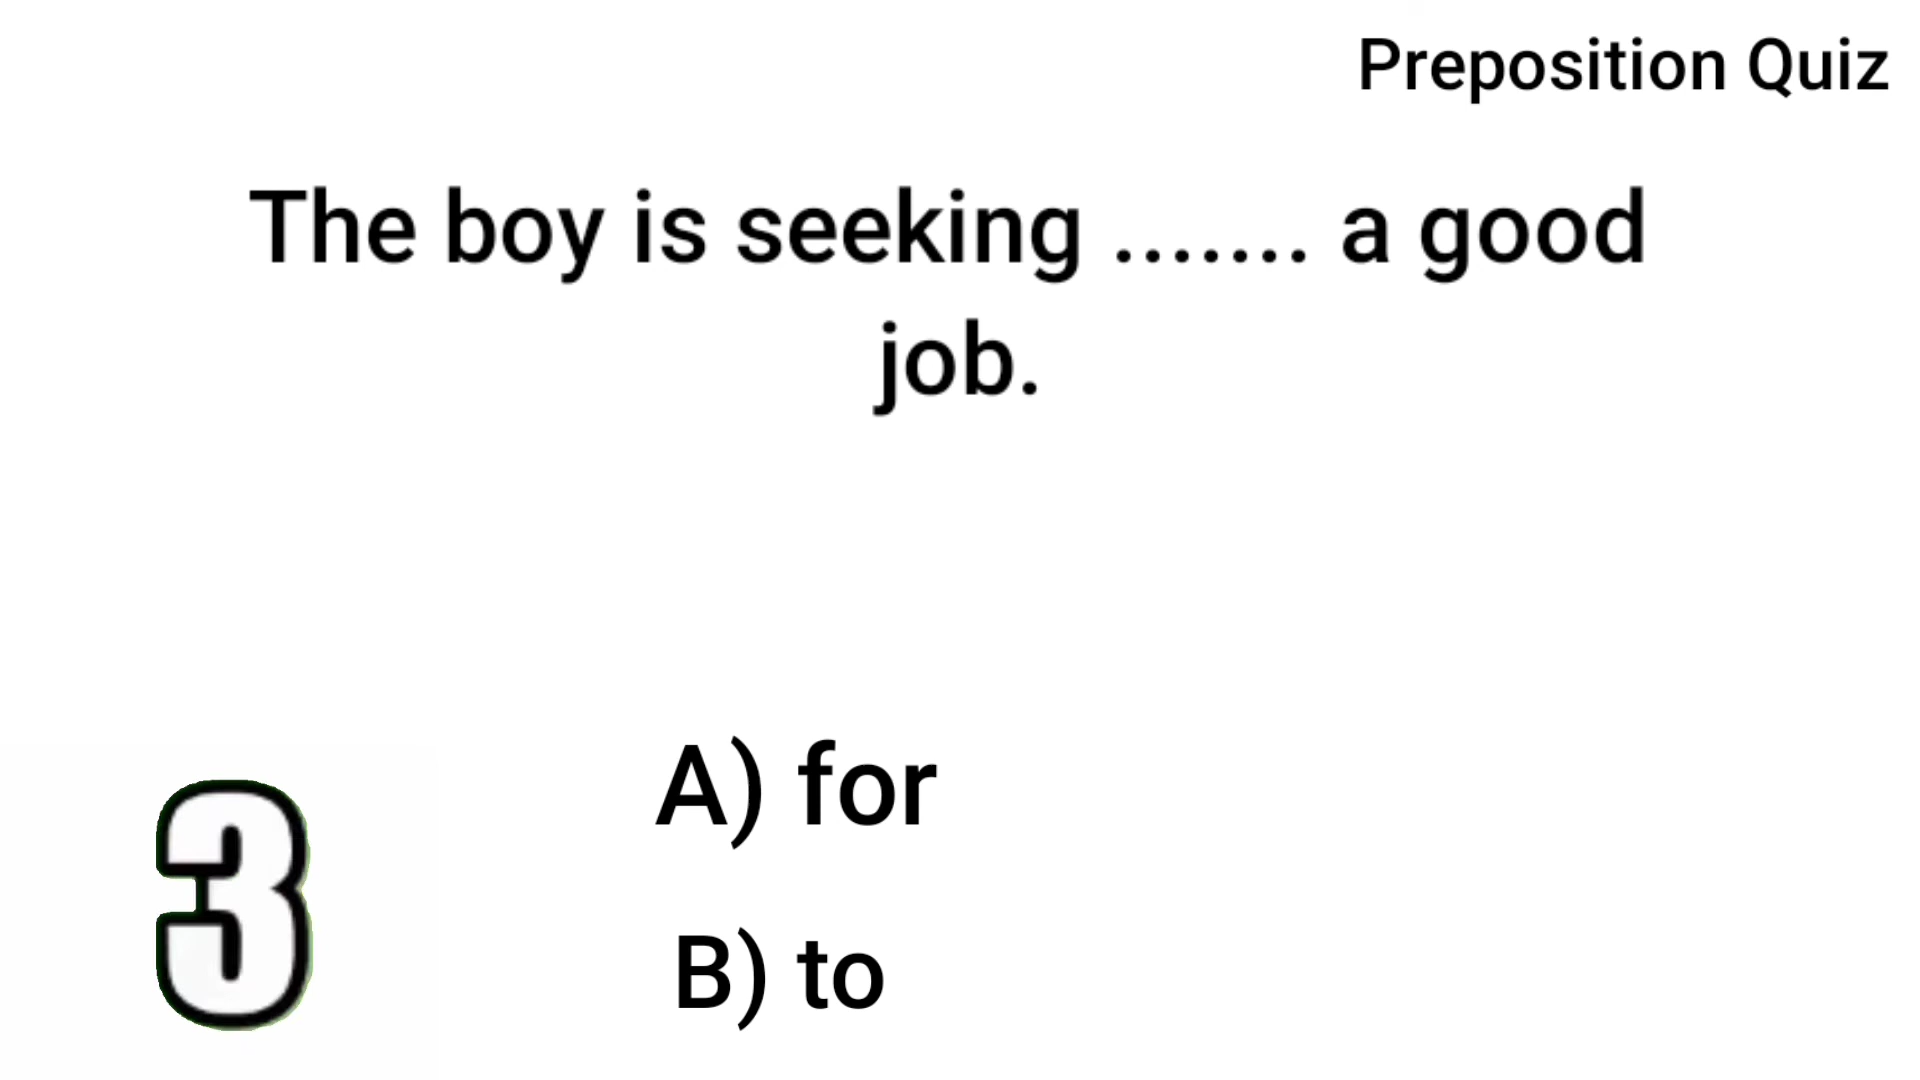 Preposition Quiz
The boy is seeking ....... a good
job.
A) for
3
B) to